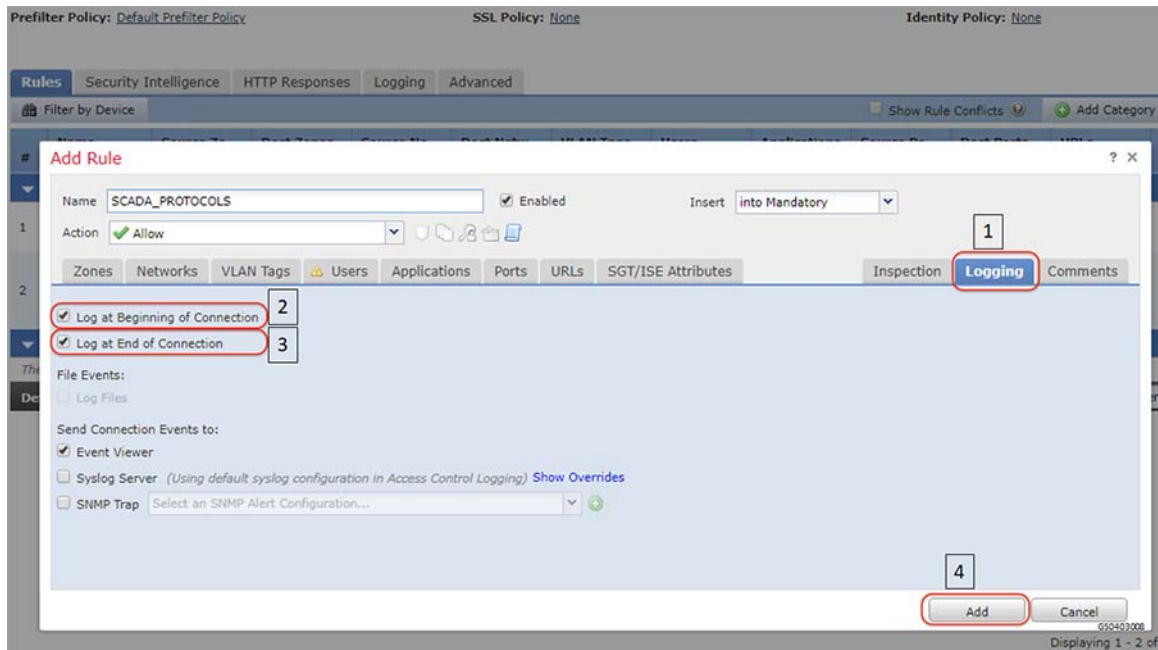 Prefilter Policy: Default Prefilter Policy SSL Policy: None Identity Policy: None
Rules Security Intelligence HTTP Responses Logging Advanced
Filter by Device Show Rule Conflicts Add Category
#
Add Rule ? X
Name SCADA_PROTOCOLS Enabled Insert into Mandatory
1 Action Allow 1
Zones Networks VLAN Tags Users Applications Ports URLs SGT/ISE Attributes Inspection Logging Comments
2
Log at Beginning of Connection 2
Log at End of Connection 3
The
File Events:
De
Log Files
Send Connection Events to:
Event Viewer
Syslog Server (Using default syslog configuration in Access Control Logging) Show Overrides
SNMP Trap Select an SNMP Alert Configuration...
4
Add Cancel
Displaying 1 - 2 of